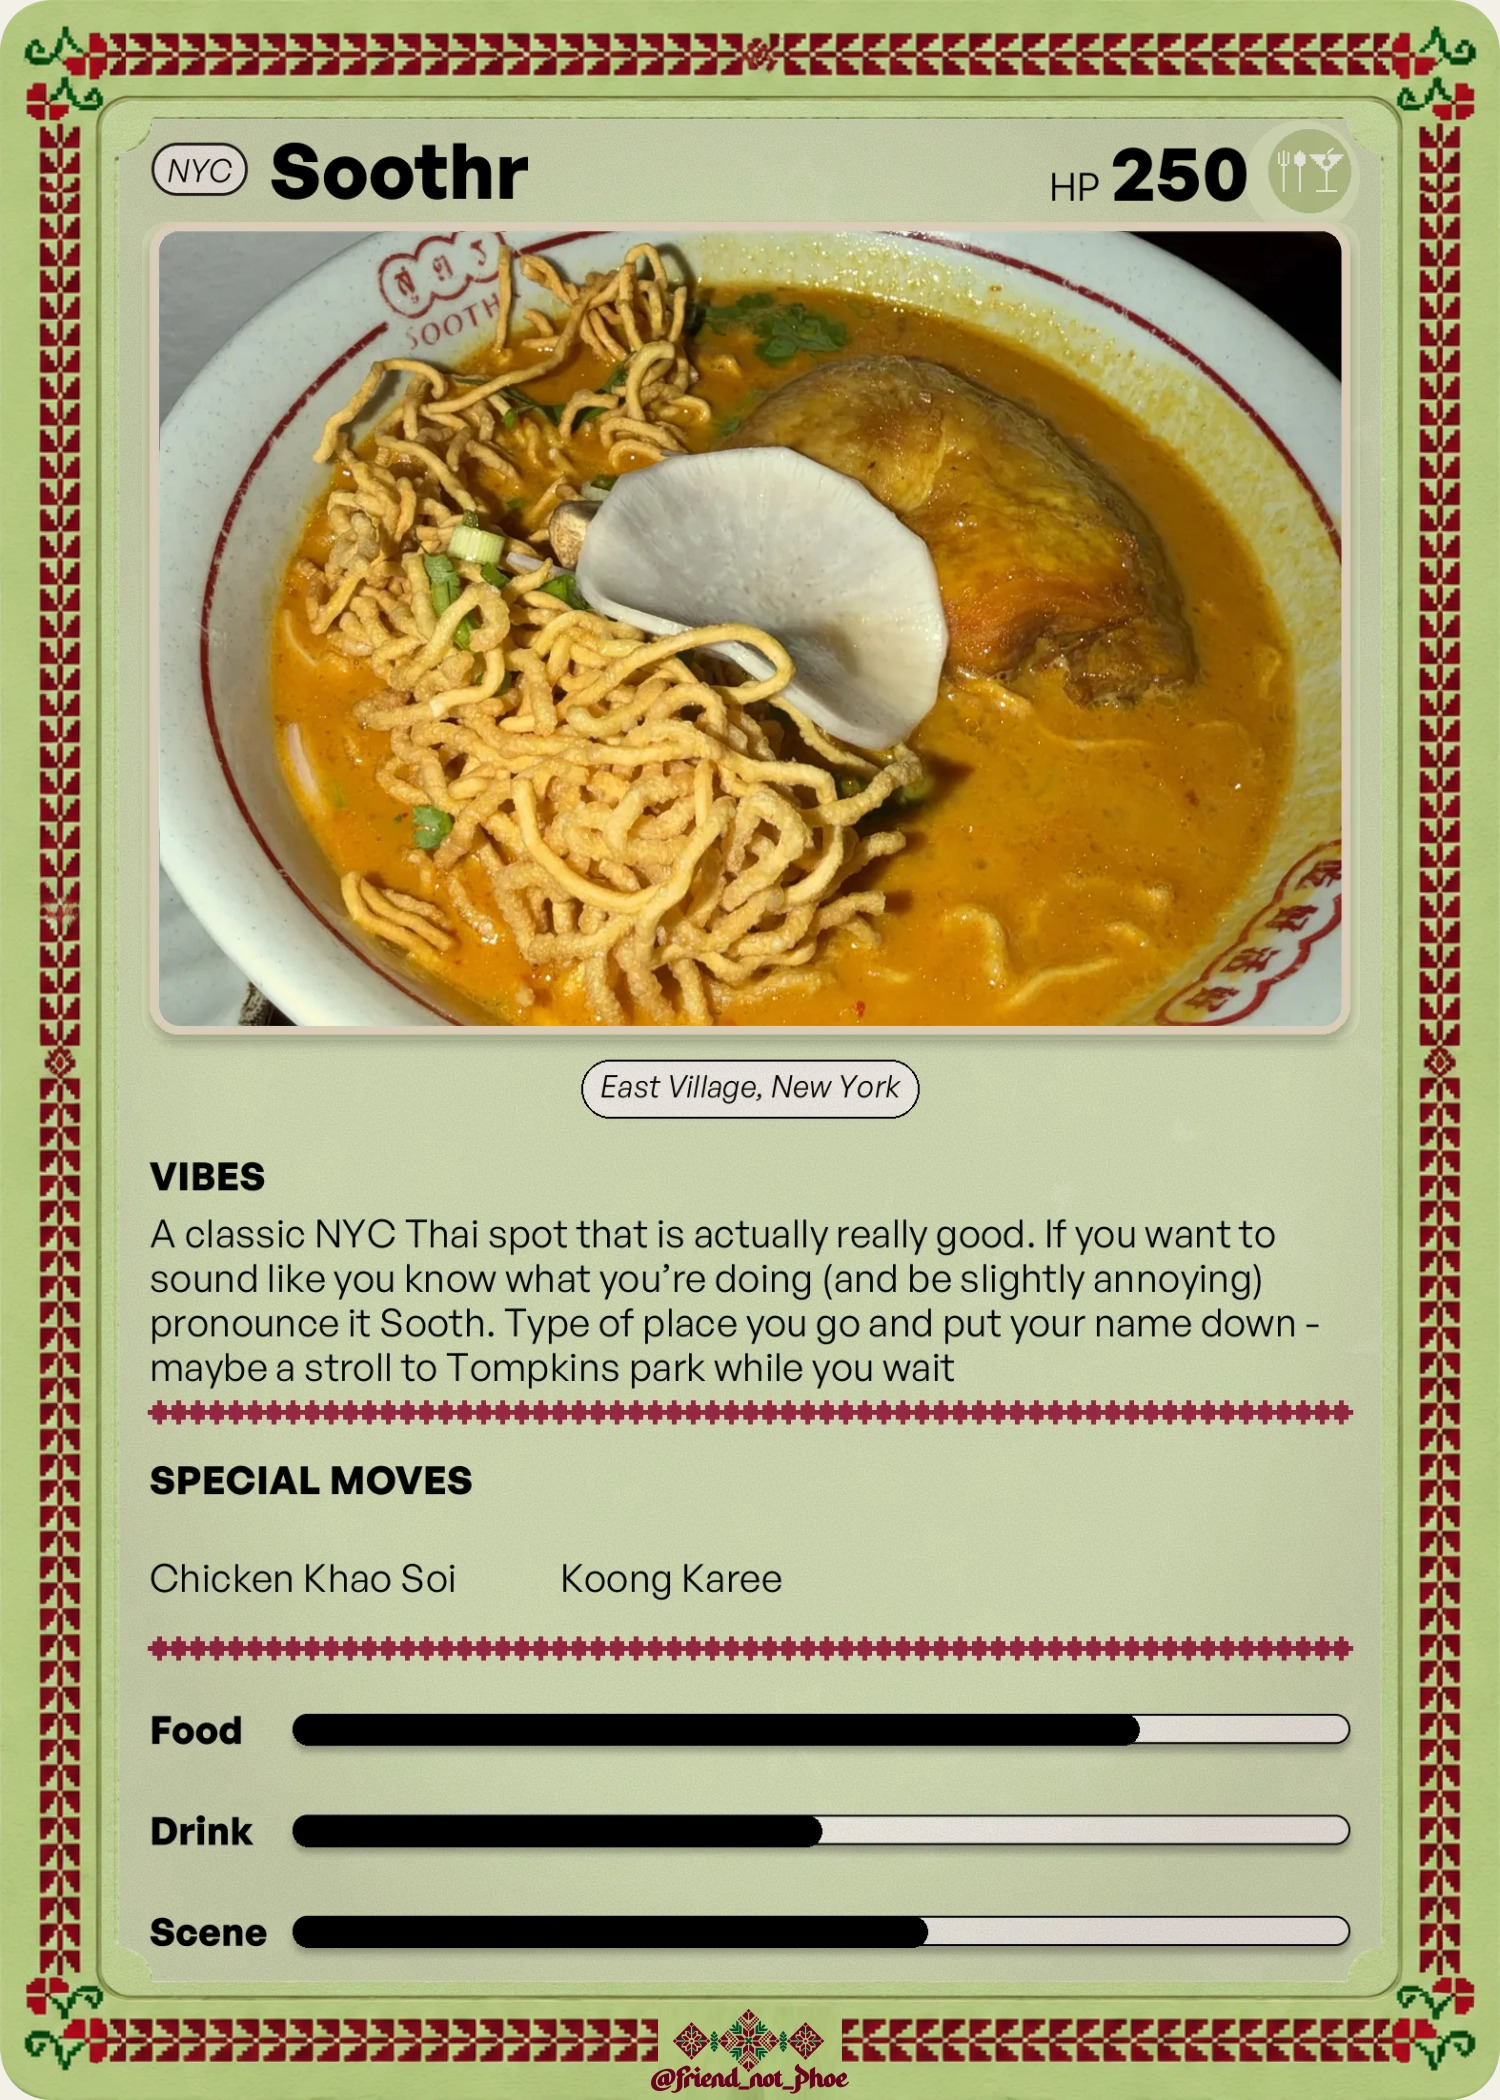 NYC Soothr HP 250
สู ต ร
SOOTH
East Village, New York
VIBES
A classic NYC Thai spot that is actually really good. If you want to
sound like you know what you’re doing (and be slightly annoying)
pronounce it Sooth. Type of place you go and put your name down -
maybe a stroll to Tompkins park while you wait
SPECIAL MOVES
Chicken Khao Soi Koong Karee
Food
Drink
Scene
@friend_not_phoe